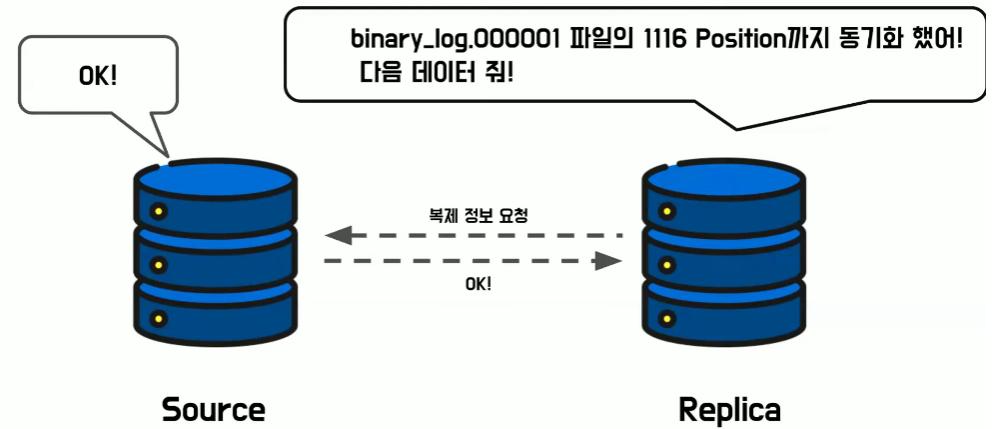 OK!
binary_log.000001 파일의 1116 Position까지 동기화 했어!
다음 데이터 줘!
복제 정보 요청
OK!
Source
Replica